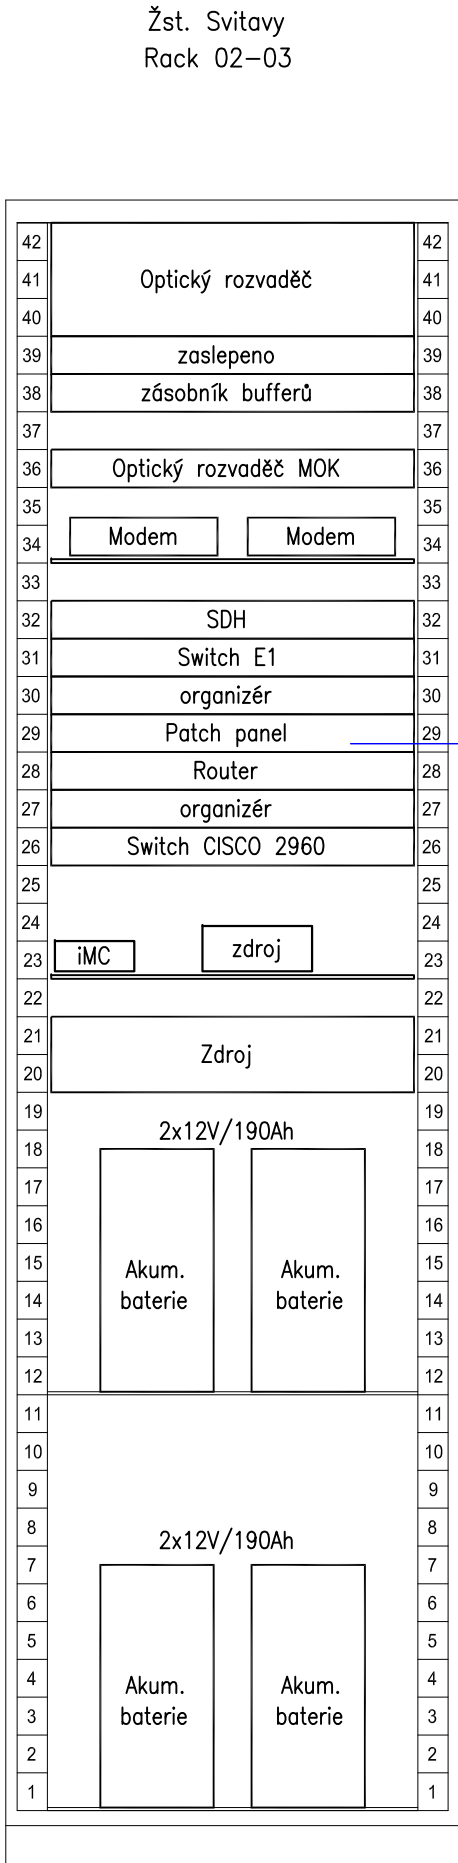 Žst. Svitavy
Rack 02-03
42 42
41 Optický rozvaděč 41
40 40
39 zaslepeno 39
38 zásobník bufferů 38
37 37
36 Optický rozvaděč MOK 36
35 35
34 Modem Modem 34
33 33
32 SDH 32
31 Switch E1 31
30 organizér 30
29 Patch panel 29
28 Router 28
27 organizér 27
26 Switch CISCO 2960 26
25 25
24 24
23 iMC zdroj 23
22 22
21 21
Zdroj
20 20
19 19
2x12V/190Ah
18 18
17 17
16 16
15 15
Akum. Akum.
14 baterie baterie 14
13 13
12 12
11 11
10 10
9 9
8 8
2x12V/190Ah
7 7
6 6
5 5
4 Akum. Akum. 4
3 baterie baterie 3
2 2
1 1